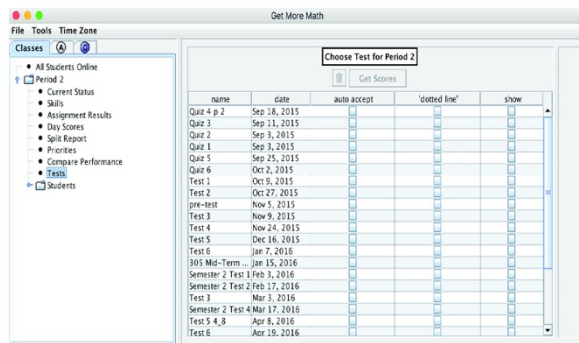 Get More Math
File Tools Time Zone
Classes A C
All Students Online
Period 2
Current Status
Skills
Assignment Results
Day Scores
Split Report
Priorities
Compare Performance
Tests
Students
Choose Test for Period 2
Get Scores
name date auto accept 'dotted line' show
Quiz 4 p 2 Sep 18, 2015
Quiz 3 Sep 11, 2015
Quiz 2 Sep 3, 2015
Quiz 1 Sep 3, 2015
Quiz 5 Sep 25, 2015
Quiz 6 Oct 2, 2015
Test 1 Oct 9, 2015
Test 2 Oct 27, 2015
pre-test Nov 5, 2015
Test 3 Nov 9, 2015
Test 4 Nov 24, 2015
Test 5 Dec 16, 2015
Test 6 Jan 7, 2016
305 Mid-Term ... Jan 15, 2016
Semester 2 Test 1 Feb 3, 2016
Semester 2 Test 2 Feb 17, 2016
Test 3 Mar 3, 2016
Semester 2 Test 4 Mar 17, 2016
Test 5 4_8 Apr 8, 2016
Test 6 Apr 19, 2016